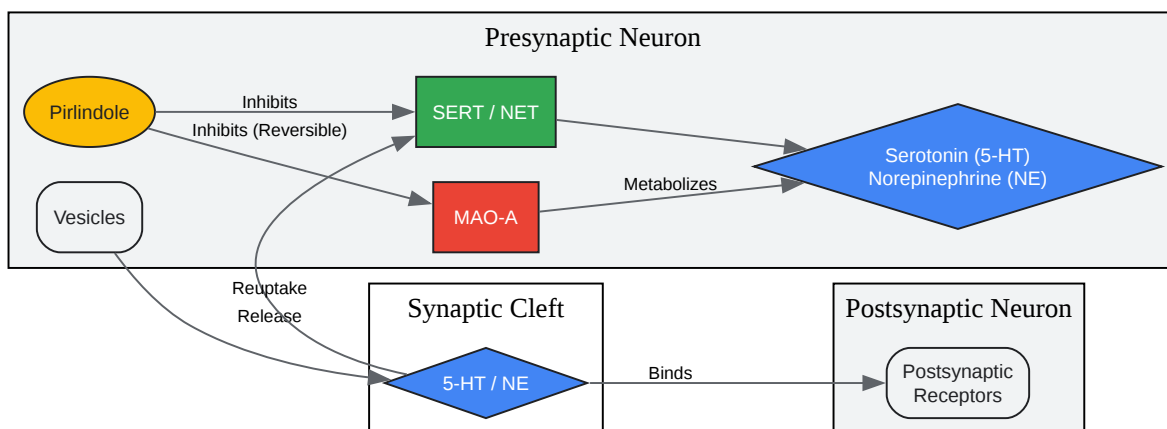 Presynaptic Neuron
Pirlindole
Inhibits
SERT / NET
Inhibits (Reversible)
Serotonin (5-HT)
Norepinephrine (NE)
Metabolizes
Vesicles
MAO-A
Reuptake
Release
Synaptic Cleft
5-HT / NE
Binds
Postsynaptic Neuron
Postsynaptic
Receptors